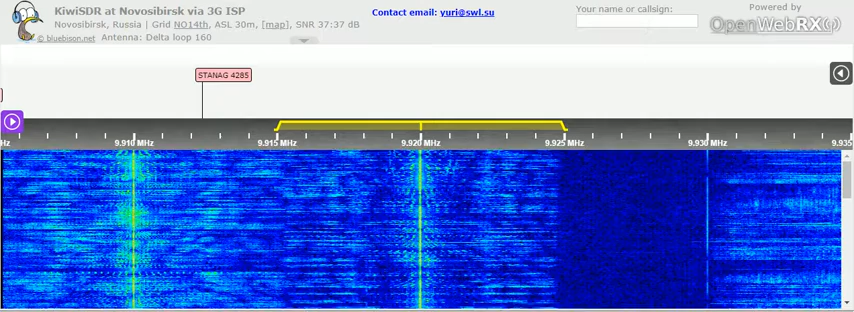 KiwiSDR at Novosibirsk via 3G ISP
Novosibirsk, Russia | Grid NO14th, ASL 30m, [map], SNR 37:37 dB
© bluebison.net Antenna: Delta loop 160
Contact email: yuri@swl.su
Your name or callsign:
Powered by
OpenWebRX
STANAG 4285
Hz 9.910 MHz 9.915 MHz 9.920 MHz 9.925 MHz 9.930 MHz 9.935